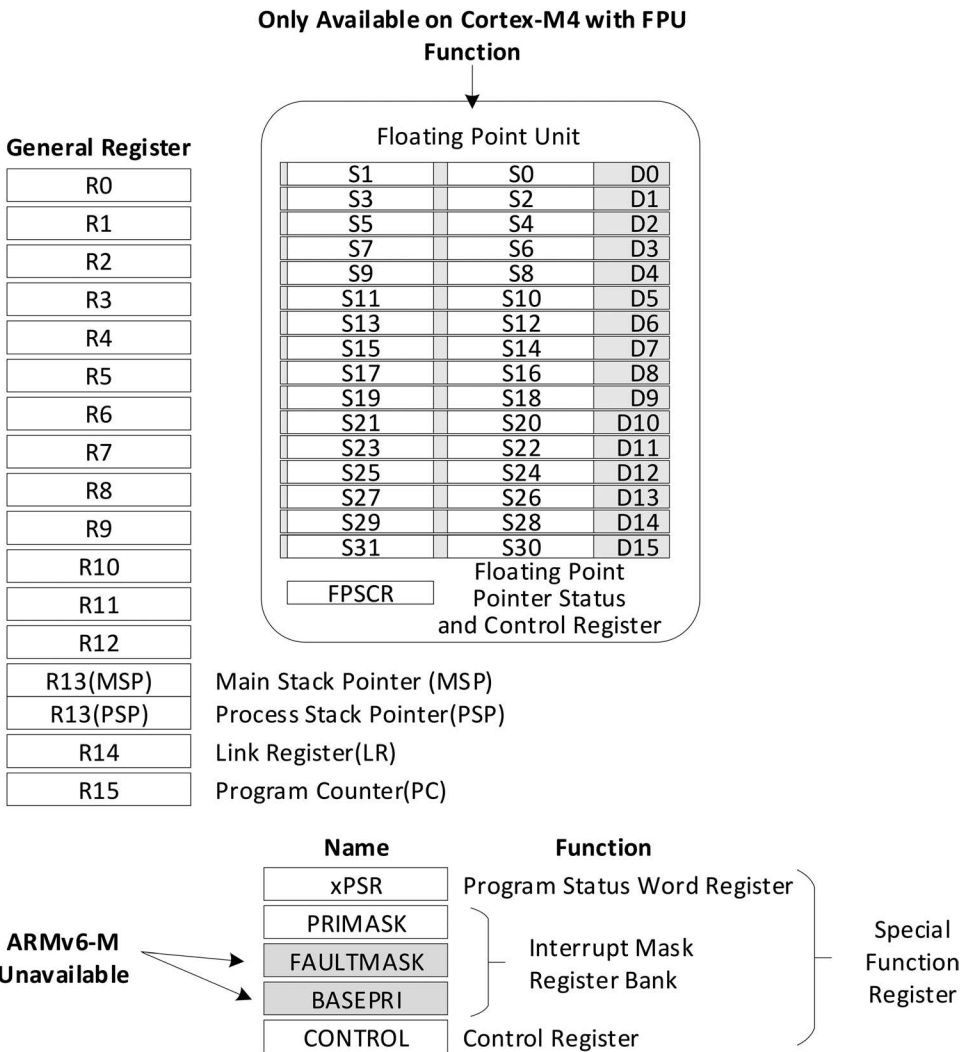 Only Available on Cortex-M4 with FPU
Function
General Register
R0
R1
R2
R3
R4
R5
R6
R7
R8
R9
R10
R11
R12
R13(MSP) Main Stack Pointer (MSP)
R13(PSP) Process Stack Pointer(PSP)
R14 Link Register(LR)
R15 Program Counter(PC)
Floating Point Unit
S1 S0 D0
S3 S2 D1
S5 S4 D2
S7 S6 D3
S9 S8 D4
S11 S10 D5
S13 S12 D6
S15 S14 D7
S17 S16 D8
S19 S18 D9
S21 S20 D10
S23 S22 D11
S25 S24 D12
S27 S26 D13
S29 S28 D14
S31 S30 D15
FPSCR
Floating Point
Pointer Status
and Control Register
Name Function
xPSR Program Status Word Register
PRIMASK
FAULTMASK
BASEPRI
Interrupt Mask
Register Bank
CONTROL Control Register
ARMv6-M
Unavailable
Special
Function
Register